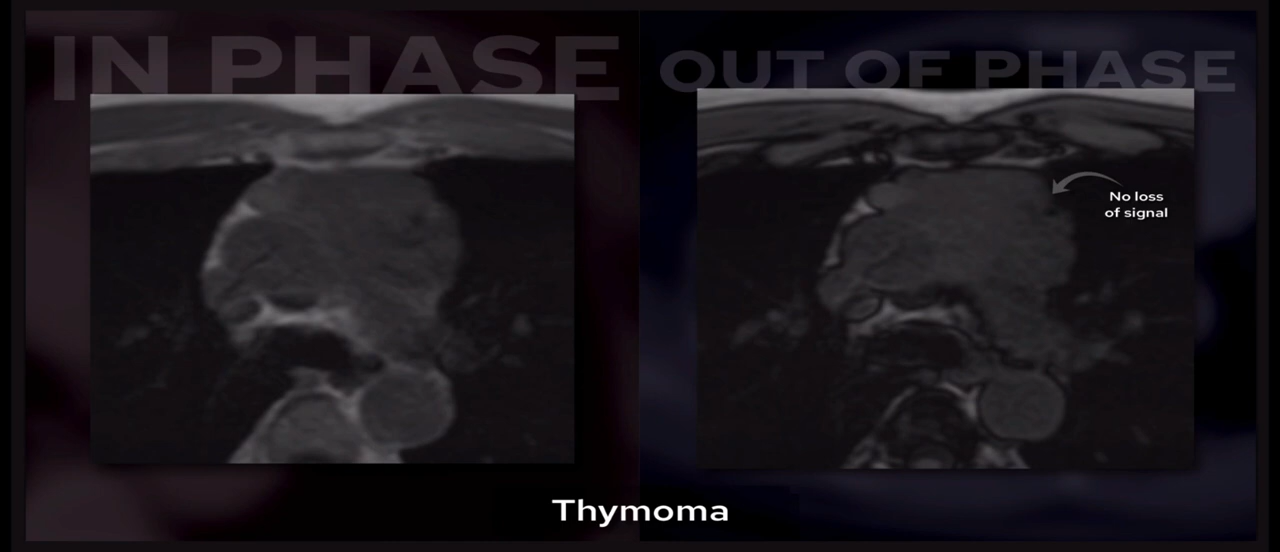 IN PHASE
OUT OF PHASE
No loss
of signal
Thymoma